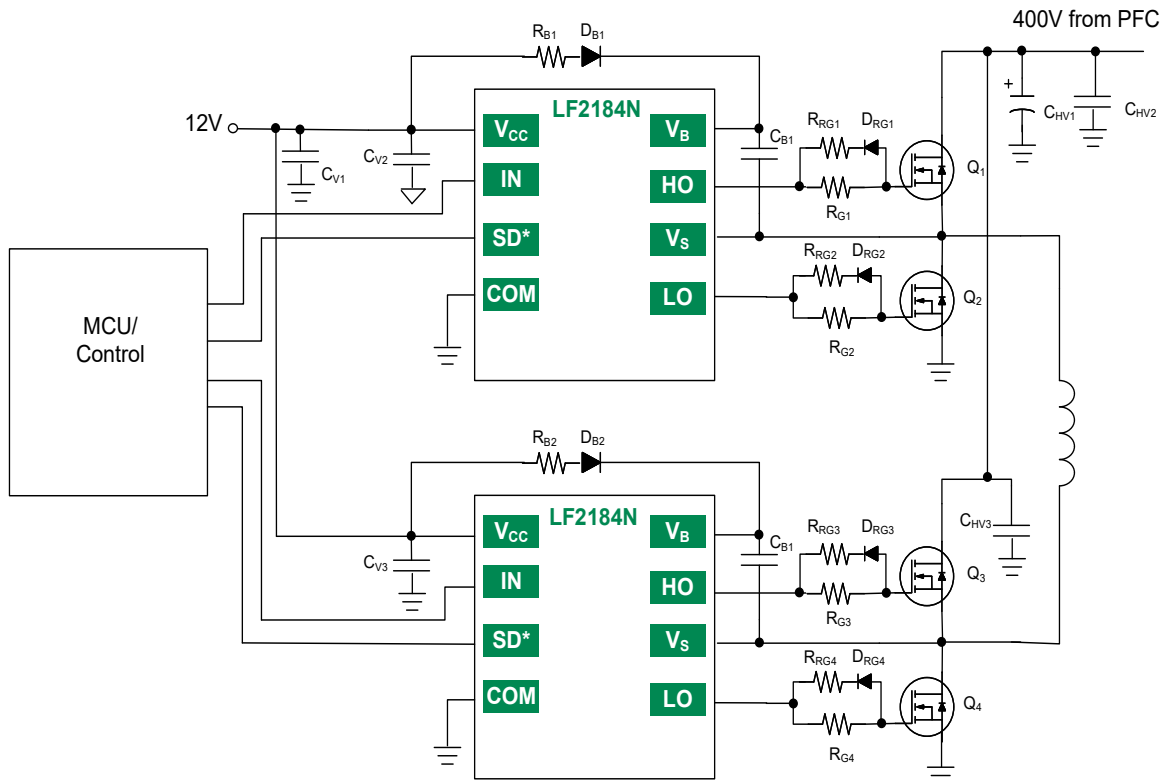 400V from PFC
R_B1 D_B1
LF2184N
12V
C_V1
C_V2
V_CC
IN
SD*
COM
V_B
HO
V_S
LO
C_B1
R_RG1 D_RG1
R_G1
Q_1
C_HV1
C_HV2
R_RG2 D_RG2
R_G2
Q_2
MCU/
Control
R_B2 D_B2
LF2184N
C_V3
V_CC
IN
SD*
COM
V_B
HO
V_S
LO
C_B1
R_RG3 D_RG3
R_G3
Q_3
C_HV3
R_RG4 D_RG4
R_G4
Q_4
+